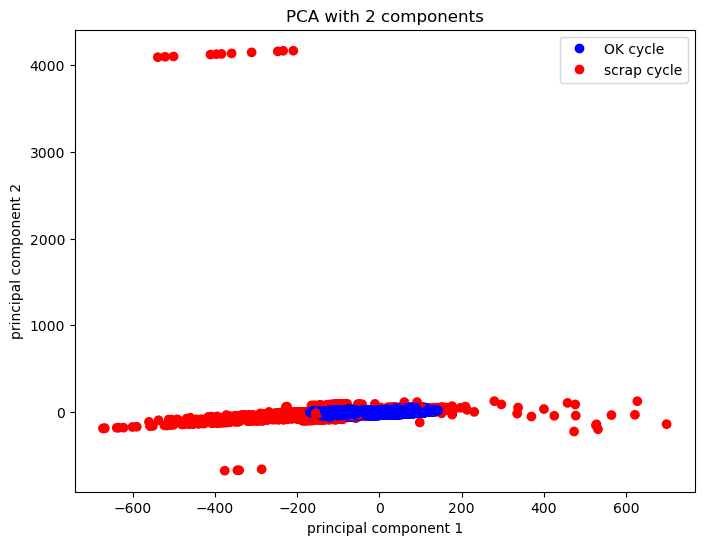 PCA with 2 components
OK cycle
scrap cycle
4000
3000
2000
1000
0
principal component 2
−600
−400
−200
0
200
400
600
principal component 1